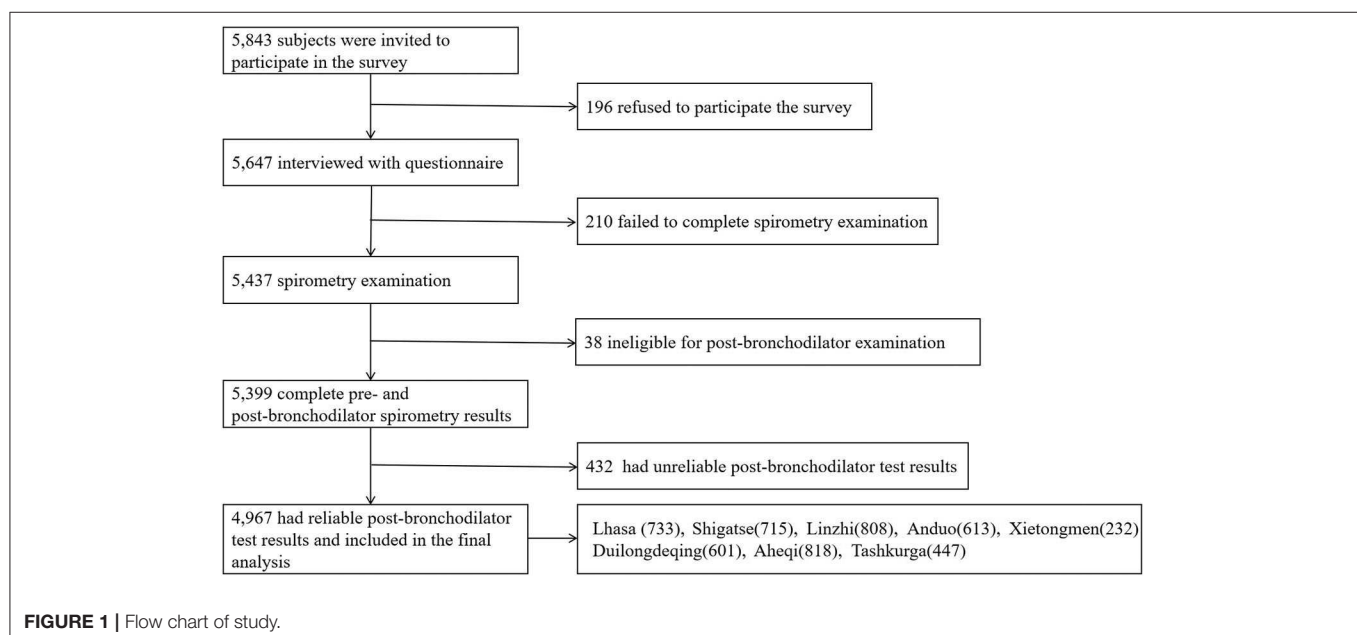 5,843 subjects were invited to
participate in the survey
196 refused to participate the survey
5,647 interviewed with questionnaire
210 failed to complete spirometry examination
5,437 spirometry examination
38 ineligible for post-bronchodilator examination
5,399 complete pre- and
post-bronchodilator spirometry results
432 had unreliable post-bronchodilator test results
4,967 had reliable post-bronchodilator
test results and included in the final
analysis
Lhasa (733), Shigatse(715), Linzhi(808), Anduo(613), Xietongmen(232)
Duilongdeqing(601), Aheqi(818), Tashkurga(447)
FIGURE 1 | Flow chart of study.